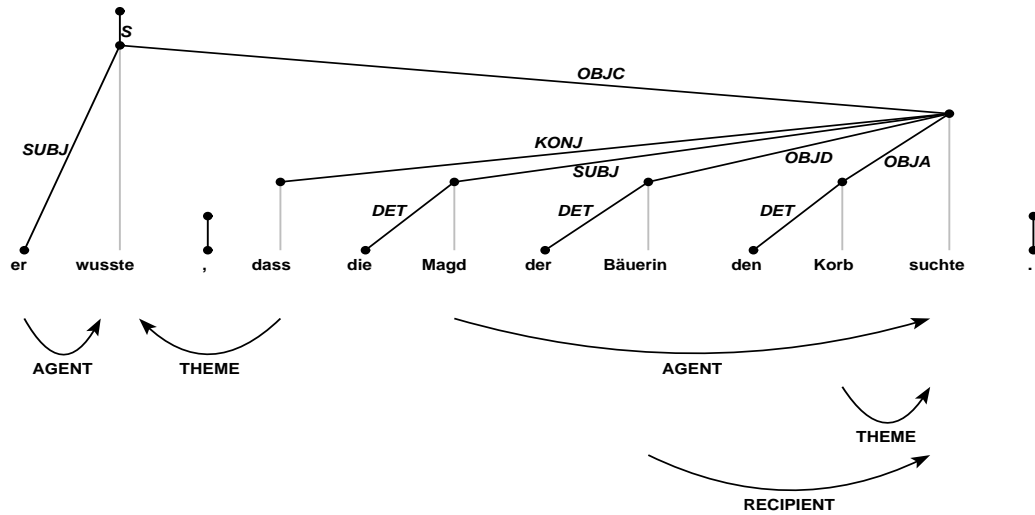 S
OBJC
SUBJ
KONJ
SUBJ
OBJD
OBJA
DET
DET
DET
er wusste , dass die Magd der Bäuerin den Korb suchte .
AGENT THEME AGENT
THEME
RECIPIENT